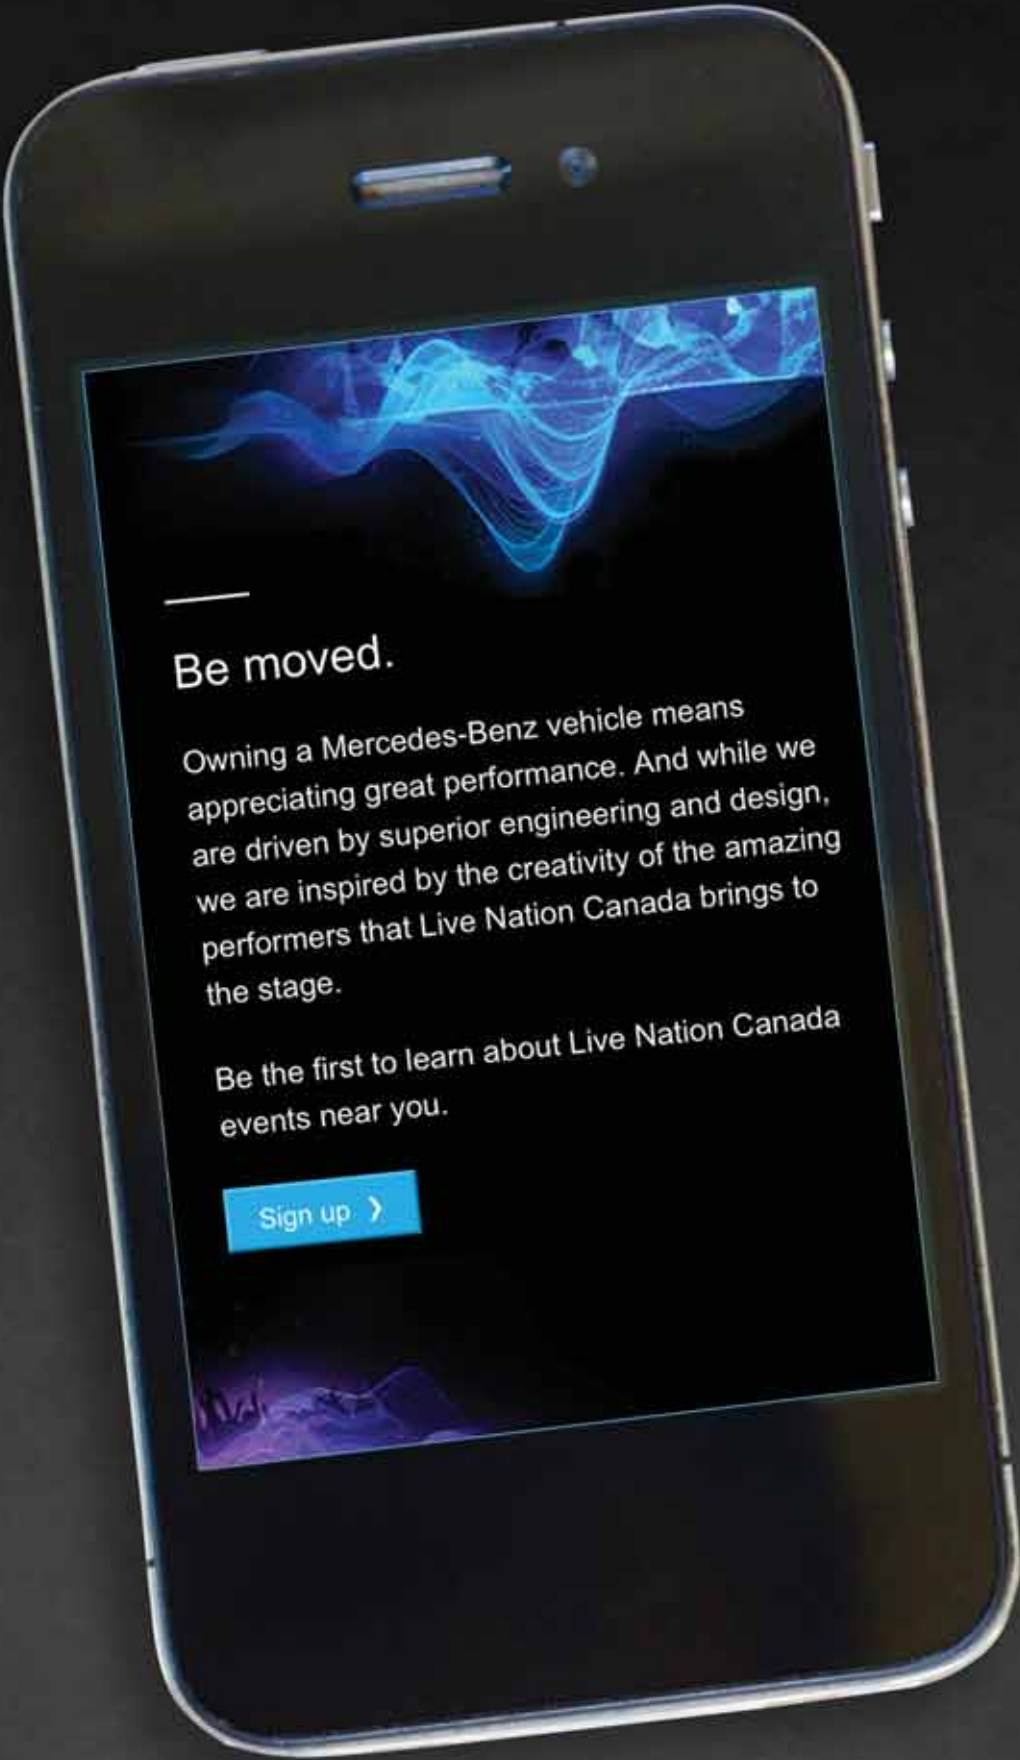 Be moved.
Owning a Mercedes-Benz vehicle means
appreciating great performance. And while we
are driven by superior engineering and design,
we are inspired by the creativity of the amazing
performers that Live Nation Canada brings to
the stage.
Be the first to learn about Live Nation Canada
events near you.
Sign up ❯